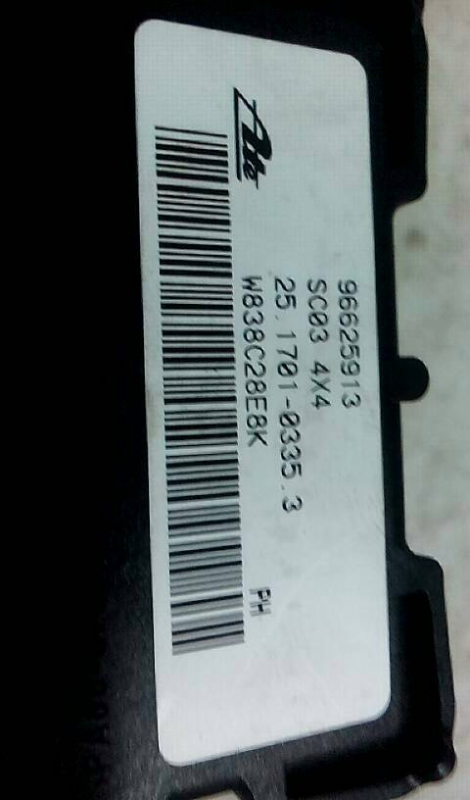 Ate
96625913
SC03 4X4
25.1701-0335.3
W838C28E8K
PH